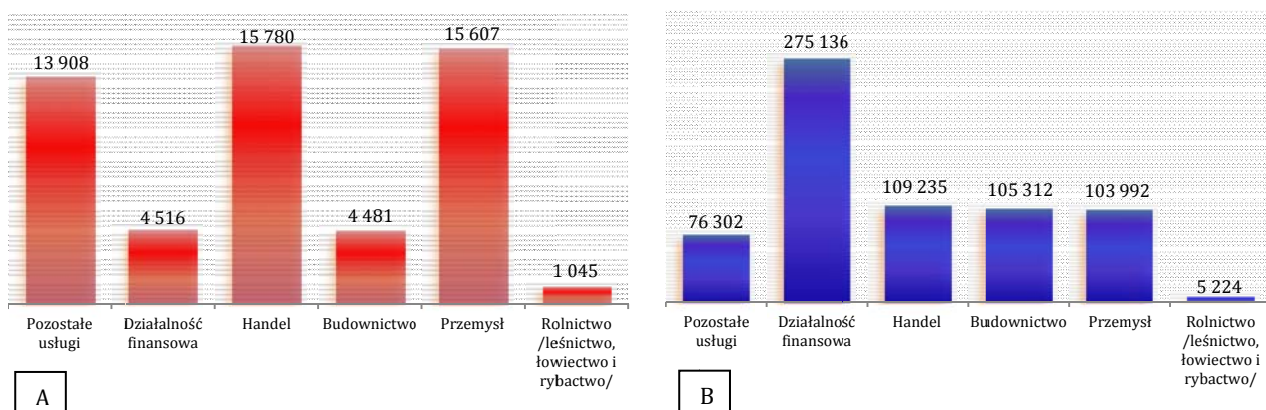 13 908
4 516
15 780
4 481
15 607
1 045
Pozostałe
usługi
Działalność
finansowa
Handel
Budownictwo
Przemysł
Rolnictwo
/leśnictwo,
łowiectwo i
rybactwo/
A
76 302
275 136
109 235
105 312
103 992
5 224
Pozostałe
usługi
Działalność
finansowa
Handel
Budownictwo
Przemysł
Rolnictwo
/leśnictwo,
łowiectwo i
rybactwo/
B